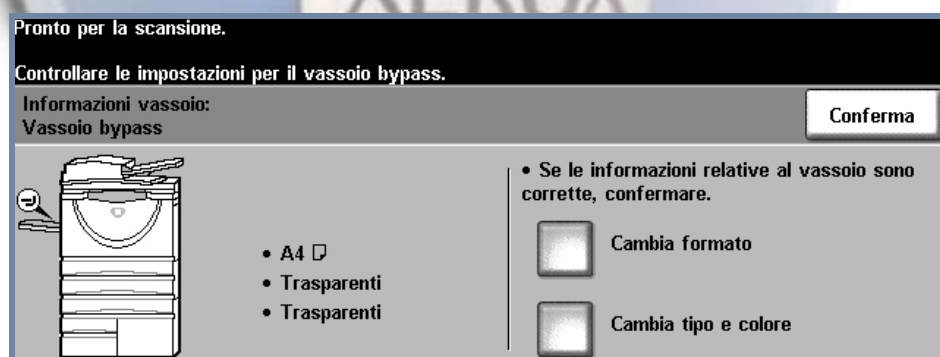 XEROX
Pronto per la scansione.
Controllare le impostazioni per il vassoio bypass.
Informazioni vassoio:
Vassoio bypass
Conferma
• Se le informazioni relative al vassoio sono
corrette, confermare.
• A4
• Trasparenti
• Trasparenti
Cambia formato
Cambia tipo e colore